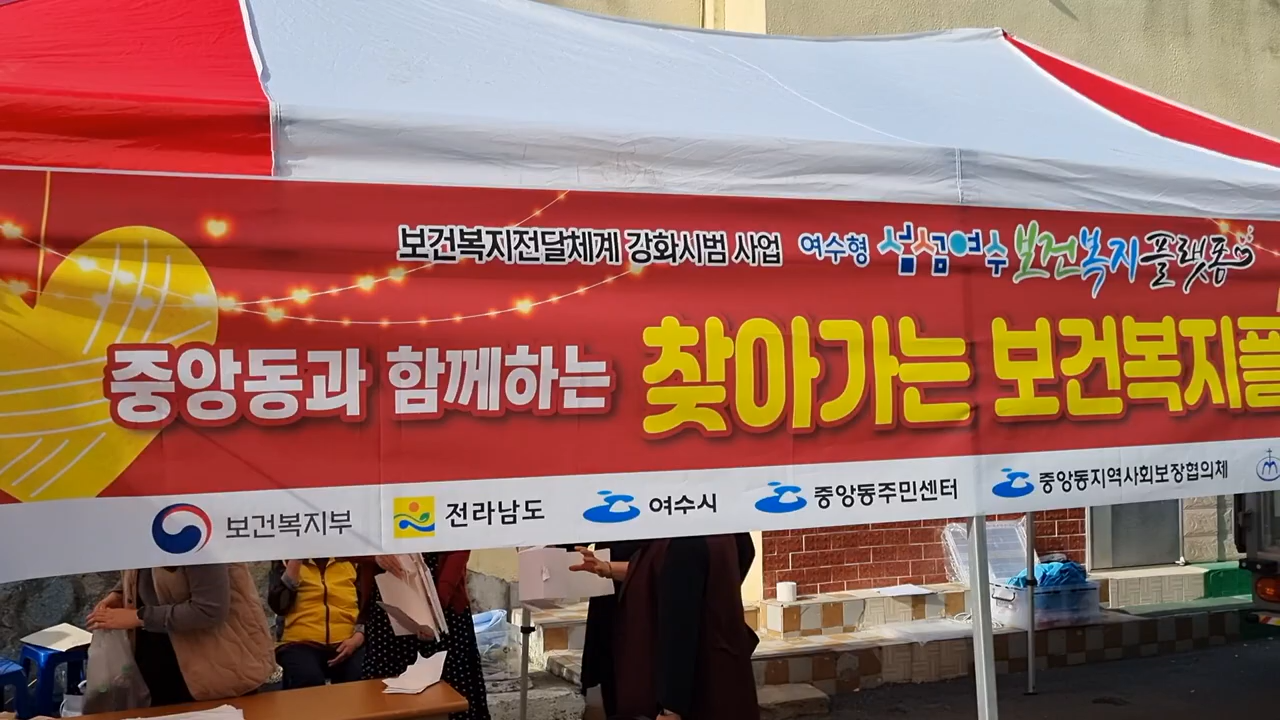 보건복지전달체계 강화시범 사업 여수형 섬섬여수 보건복지 플랫폼
중앙동과 함께하는 찾아가는 보건복지플
보건복지부 전라남도 여수시 중앙동주민센터 중앙동지역사회보장협의체